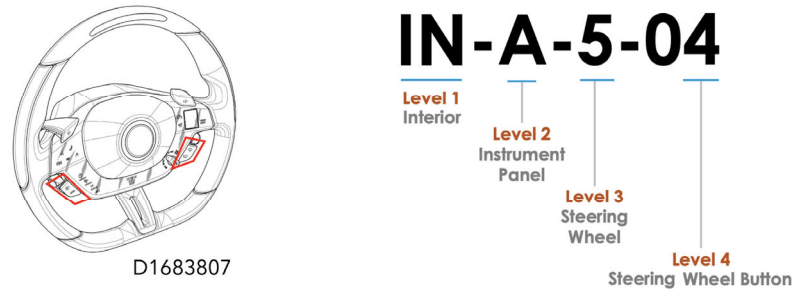 IN-A-5-04
Level 1
Interior
Level 2
Instrument
Panel
Level 3
Steering
Wheel
Level 4
Steering Wheel Button
D1683807